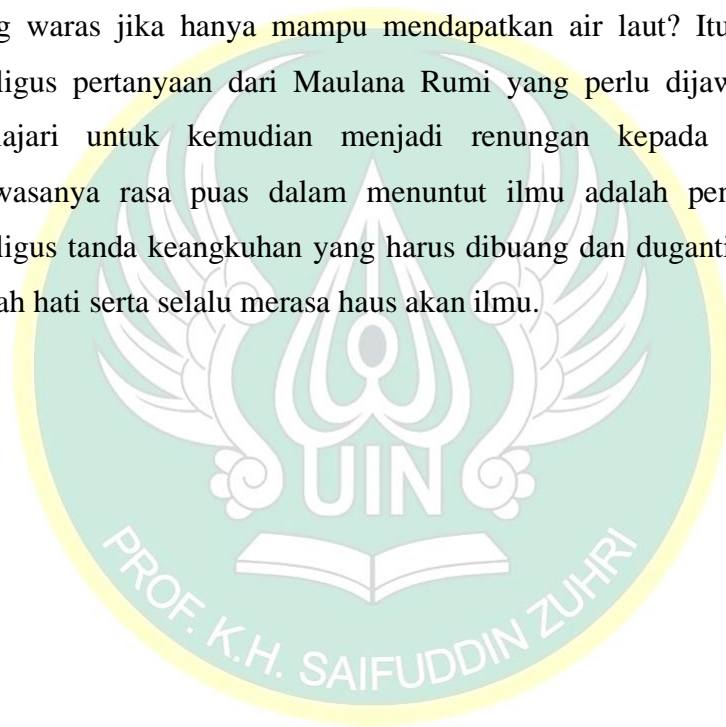 g waras jika hanya mampu mendapatkan air laut? Itu
ligus pertanyaan dari Maulana Rumi yang perlu dijaw
lajari untuk kemudian menjadi renungan kepada
wasanya rasa puas dalam menuntut ilmu adalah pen
ligus tanda keangkuhan yang harus dibuang dan duganti
ah hati serta selalu merasa haus akan ilmu.
UIN
PROF. K.H. SAIFUDDIN ZUHRI